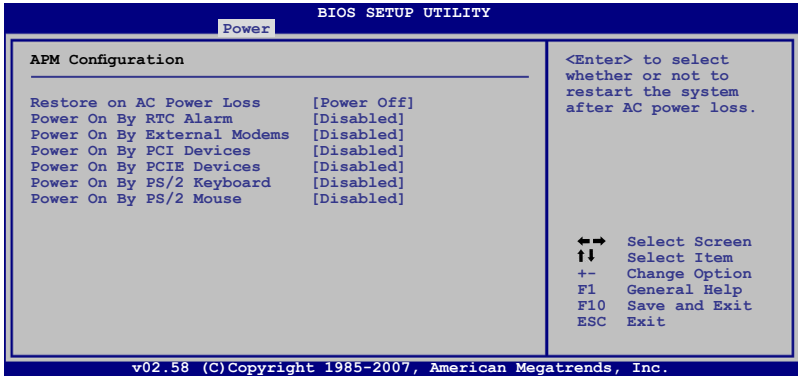 BIOS SETUP UTILITY
Power
APM Configuration
Restore on AC Power Loss [Power Off]
Power On By RTC Alarm [Disabled]
Power On By External Modems [Disabled]
Power On By PCI Devices [Disabled]
Power On By PCIE Devices [Disabled]
Power On By PS/2 Keyboard [Disabled]
Power On By PS/2 Mouse [Disabled]
<Enter> to select
whether or not to
restart the system
after AC power loss.
←→ Select Screen
↑↓ Select Item
+- Change Option
F1 General Help
F10 Save and Exit
ESC Exit
v02.58 (C)Copyright 1985-2007, American Megatrends, Inc.